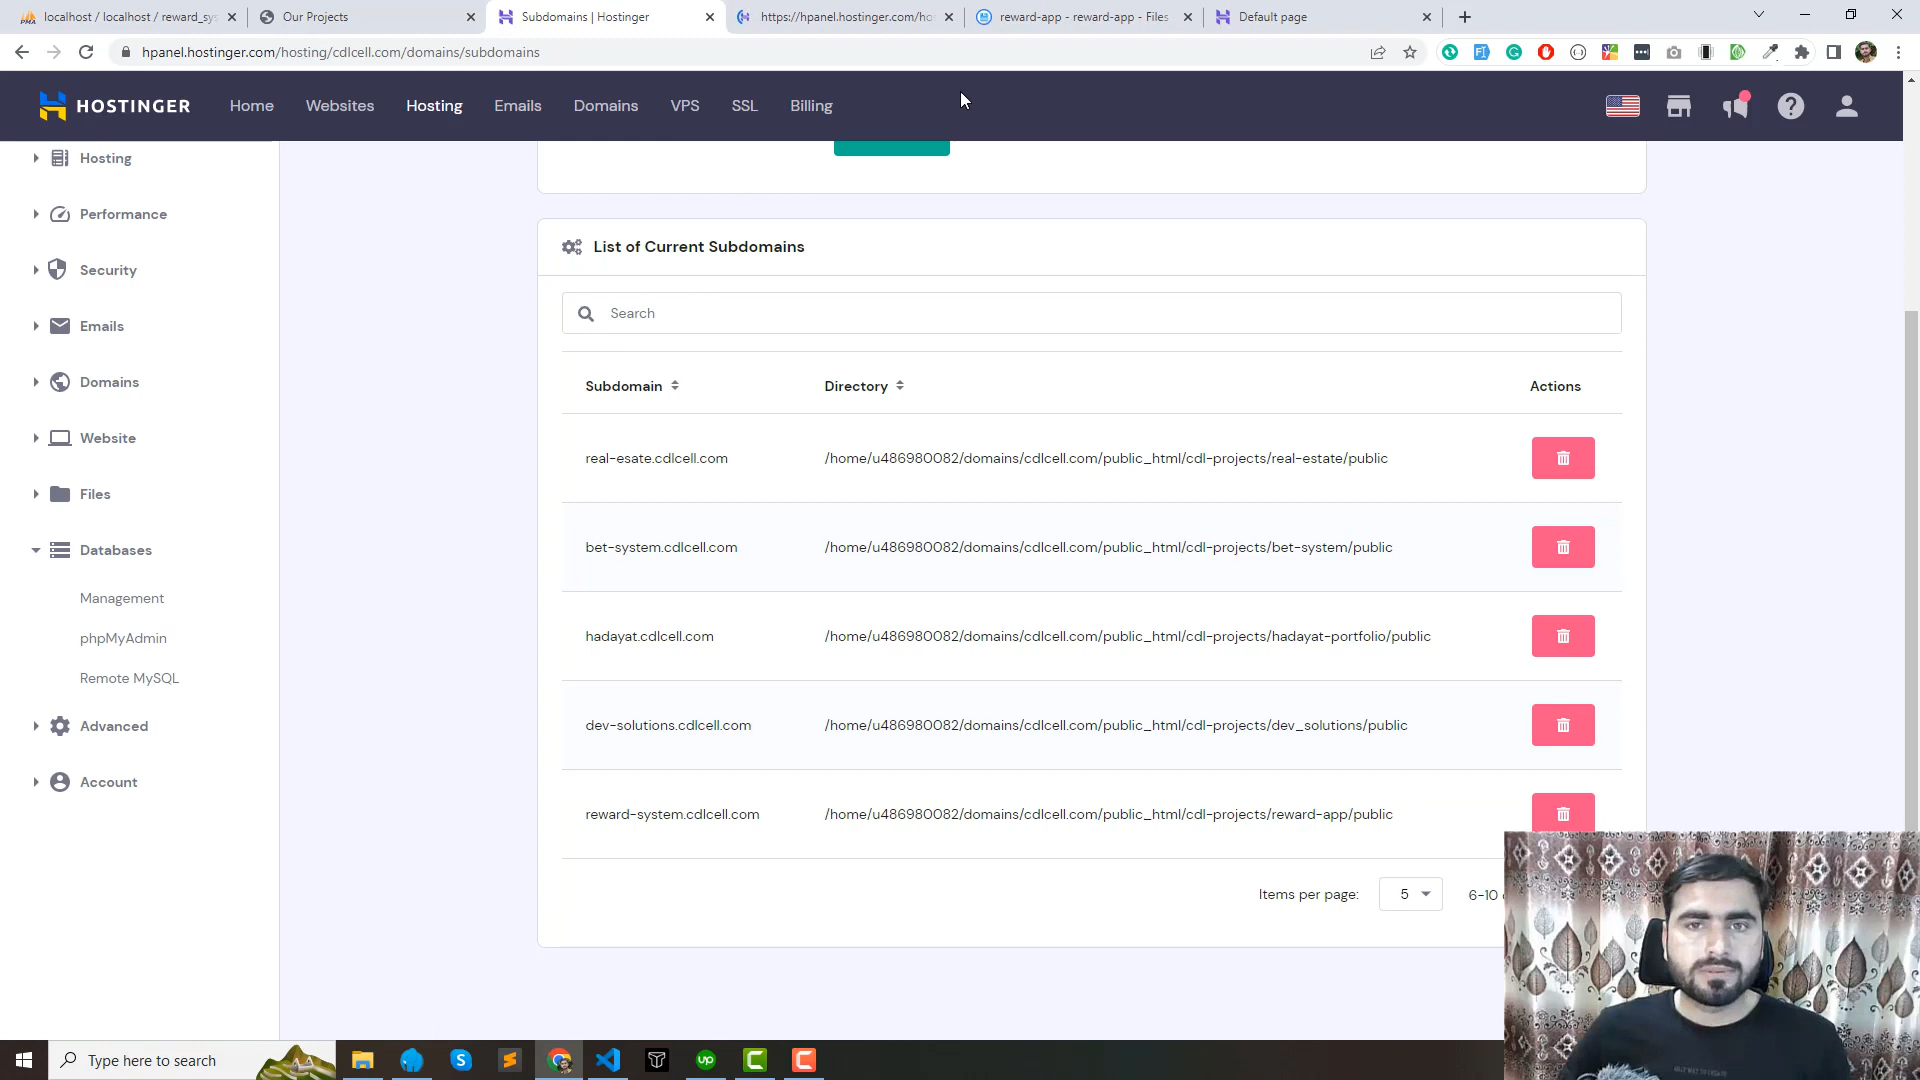 localhost / localhost / reward_sys
Our Projects
Subdomains | Hostinger
https://hpanel.hostinger.com/ho
reward-app - reward-app - Files
Default page
hpanel.hostinger.com/hosting/cdlcell.com/domains/subdomains
HOSTINGER
Home
Websites
Hosting
Emails
Domains
VPS
SSL
Billing
Hosting
Performance
Security
Emails
Domains
Website
Files
Databases
Management
phpMyAdmin
Remote MySQL
Advanced
Account
List of Current Subdomains
Search
Subdomain
Directory
Actions
real-esate.cdlcell.com
/home/u486980082/domains/cdlcell.com/public_html/cdl-projects/real-estate/public
bet-system.cdlcell.com
/home/u486980082/domains/cdlcell.com/public_html/cdl-projects/bet-system/public
hadayat.cdlcell.com
/home/u486980082/domains/cdlcell.com/public_html/cdl-projects/hadayat-portfolio/public
dev-solutions.cdlcell.com
/home/u486980082/domains/cdlcell.com/public_html/cdl-projects/dev_solutions/public
reward-system.cdlcell.com
/home/u486980082/domains/cdlcell.com/public_html/cdl-projects/reward-app/public
Items per page:
5
6-10
Type here to search